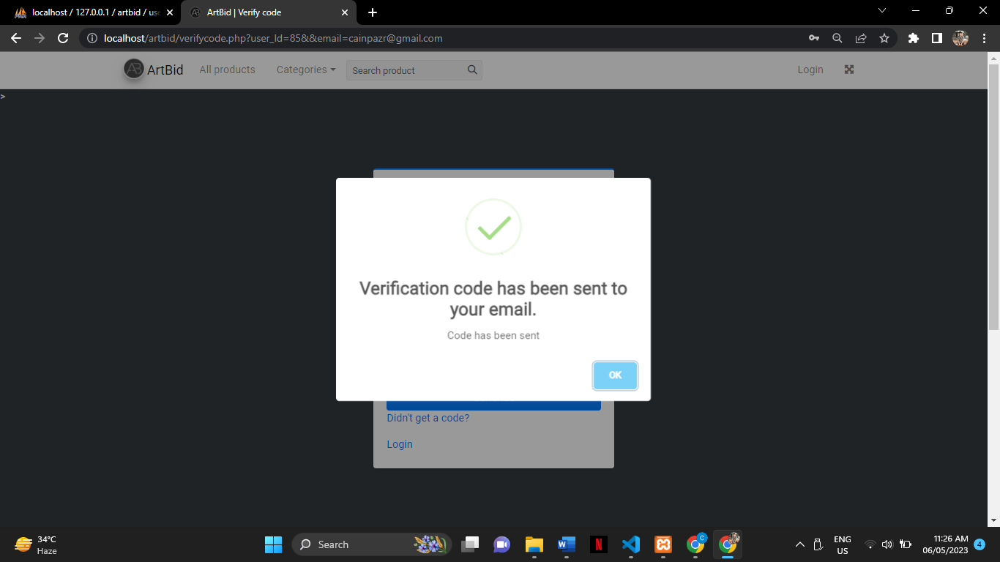 localhost / 127.0.0.1 / artbid / use
ArtBid | Verify code
localhost/artbid/verifycode.php?user_Id=85&&email=cainpazr@gmail.com
AB ArtBid All products Categories Search product Login
>
Verification code has been sent to
your email.
Code has been sent
OK
Didn't get a code?
Login
34°C
Haze
Search
C
ENG
US
11:26 AM
06/05/2023
4